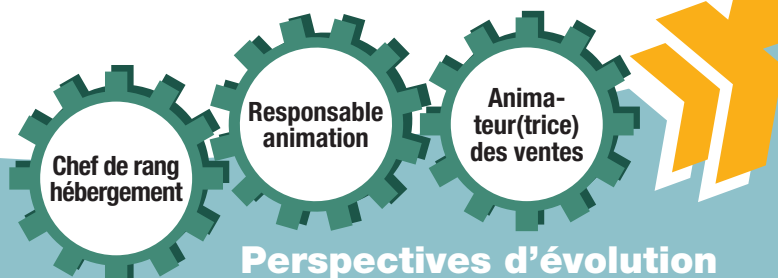 Chef de rang
hébergement
Responsable
animation
Anima-
teur(trice)
des ventes
Perspectives d'évolution